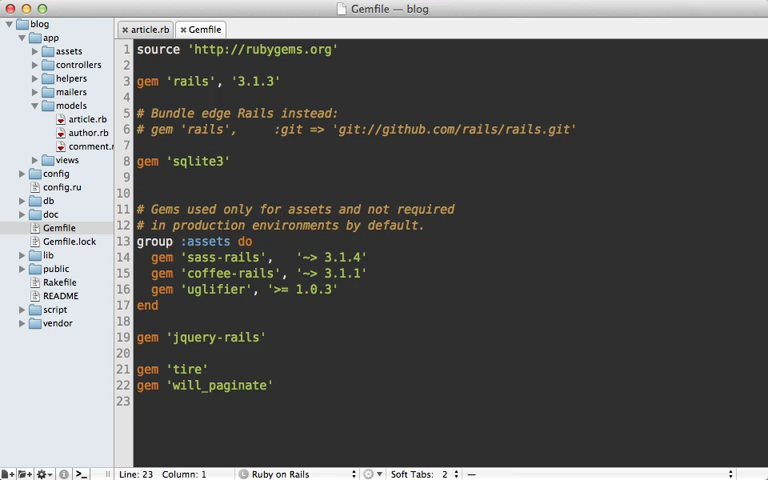 Gemfile — blog
blog
app
assets
controllers
helpers
mailers
models
article.rb
author.rb
comment.r
views
config
config.ru
db
doc
Gemfile
Gemfile.lock
lib
public
Rakefile
README
script
vendor
article.rb
Gemfile
1 source 'http://rubygems.org'
2
3 gem 'rails', '3.1.3'
4
5 # Bundle edge Rails instead:
6 # gem 'rails',     :git => 'git://github.com/rails/rails.git'
7
8 gem 'sqlite3'
9
10
11 # Gems used only for assets and not required
12 # in production environments by default.
13 group :assets do
14   gem 'sass-rails',   '~> 3.1.4'
15   gem 'coffee-rails', '~> 3.1.1'
16   gem 'uglifier', '>= 1.0.3'
17 end
18
19 gem 'jquery-rails'
20
21 gem 'tire'
22 gem 'will_paginate'
23
Line: 23 Column: 1 Ruby on Rails Soft Tabs: 2 —